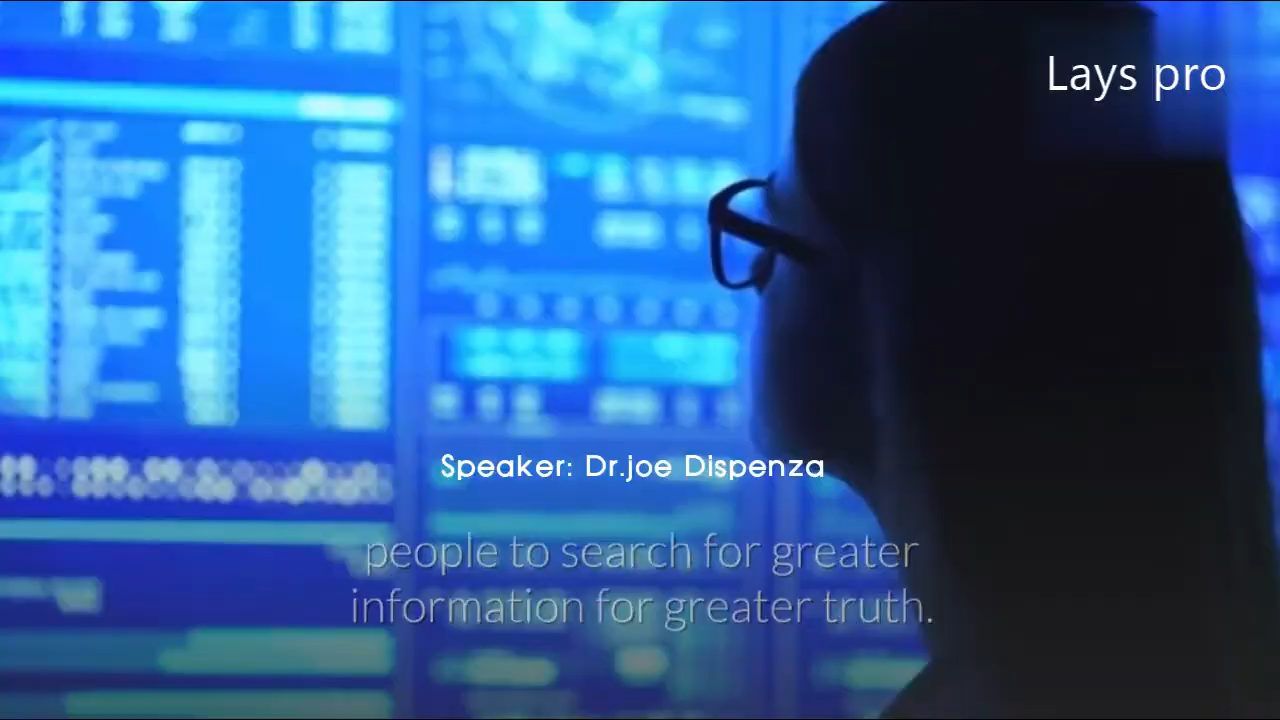 Lays pro
Speaker: Dr.joe Dispenza
people to search for greater
information for greater truth.